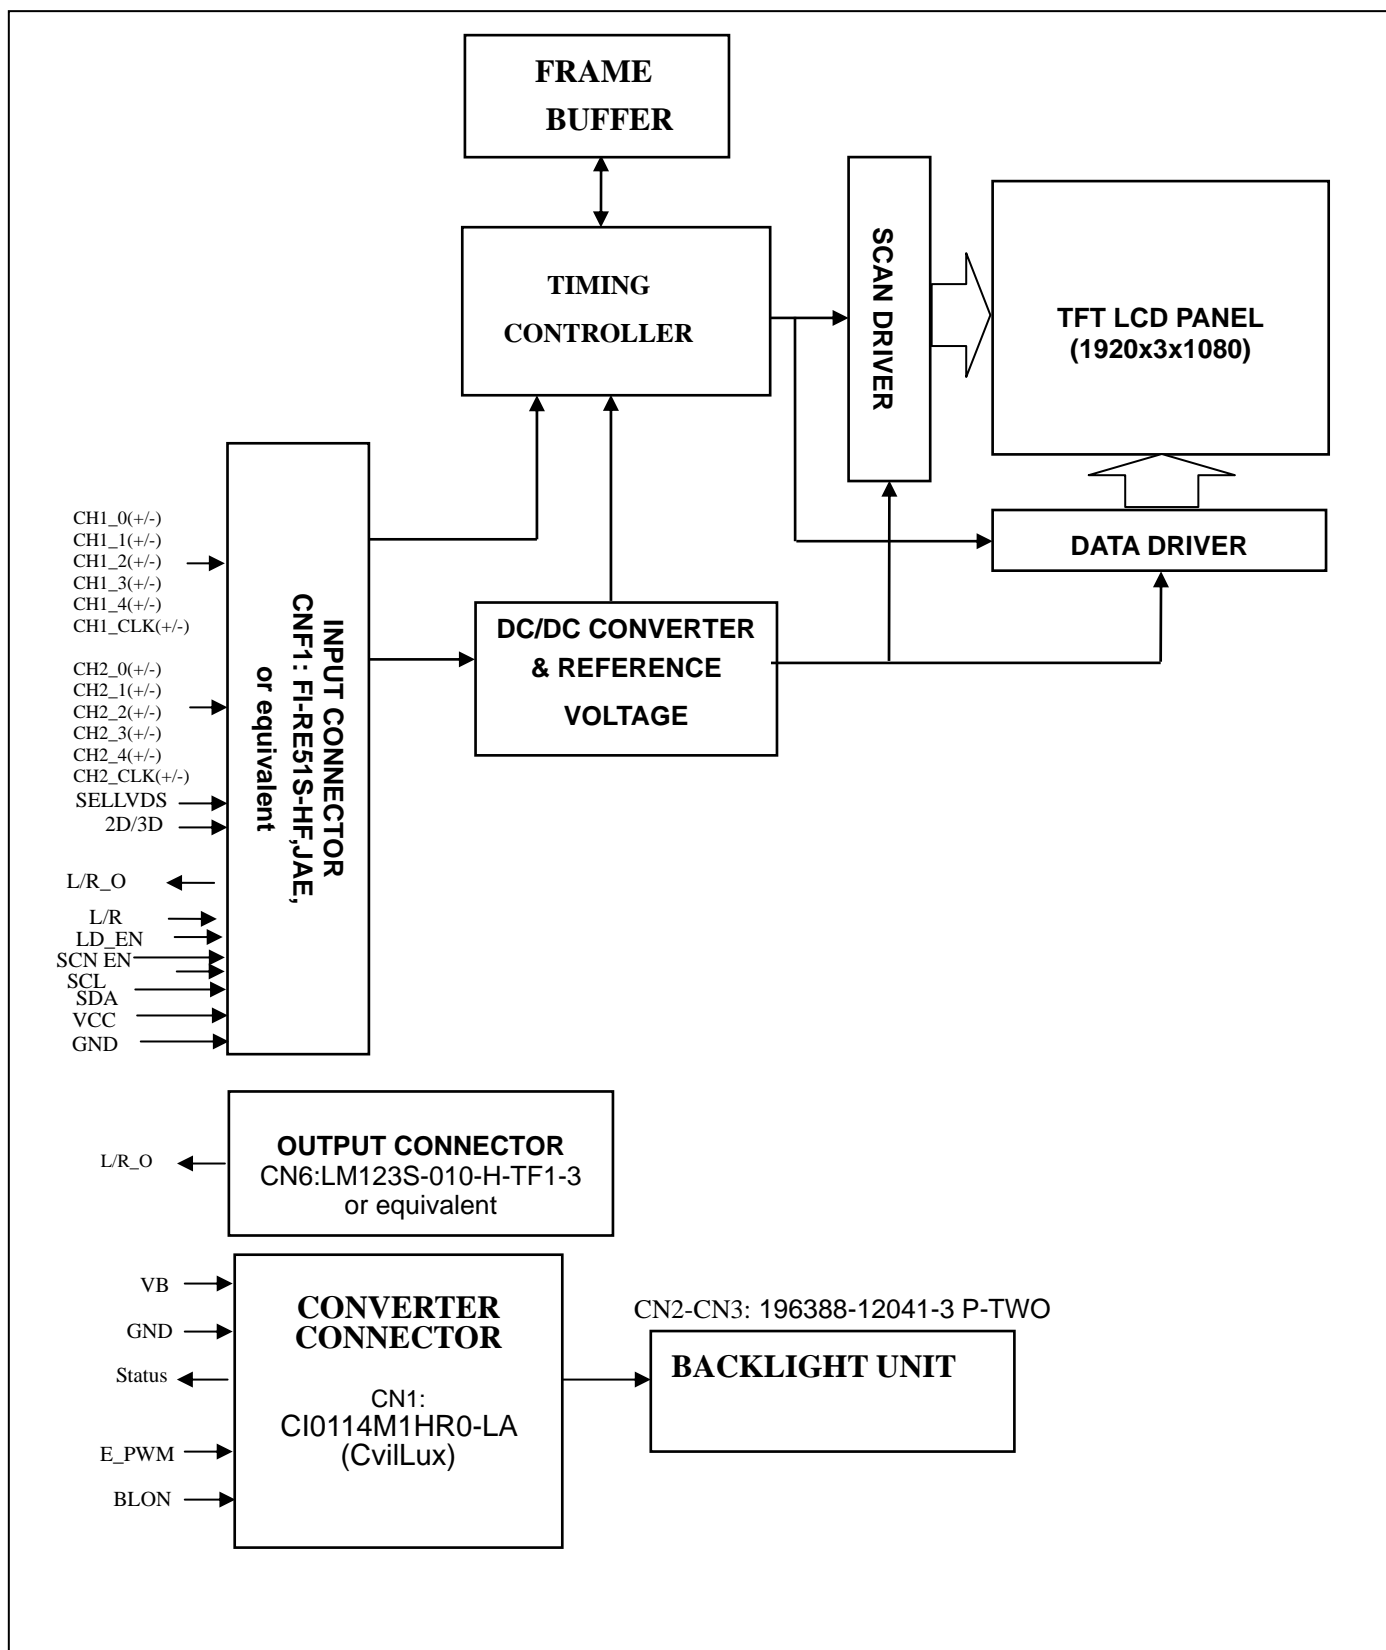 FRAME
BUFFER
TIMING
CONTROLLER
SCAN DRIVER
TFT LCD PANEL
(1920x3x1080)
DATA DRIVER
DC/DC CONVERTER
& REFERENCE
VOLTAGE
INPUT CONNECTOR
CNF1: FI-RE51S-HF,JAE,
or equivalent
CH1_0(+/-)
CH1_1(+/-)
CH1_2(+/-)
CH1_3(+/-)
CH1_4(+/-)
CH1_CLK(+/-)
CH2_0(+/-)
CH2_1(+/-)
CH2_2(+/-)
CH2_3(+/-)
CH2_4(+/-)
CH2_CLK(+/-)
SELLVDS
2D/3D
L/R_O
L/R
LD_EN
SCN EN
SCL
SDA
VCC
GND
OUTPUT CONNECTOR
CN6:LM123S-010-H-TF1-3
or equivalent
L/R_O
VB
GND
Status
E_PWM
BLON
CONVERTER
CONNECTOR
CN1:
CI0114M1HR0-LA
(CvilLux)
CN2-CN3: 196388-12041-3 P-TWO
BACKLIGHT UNIT